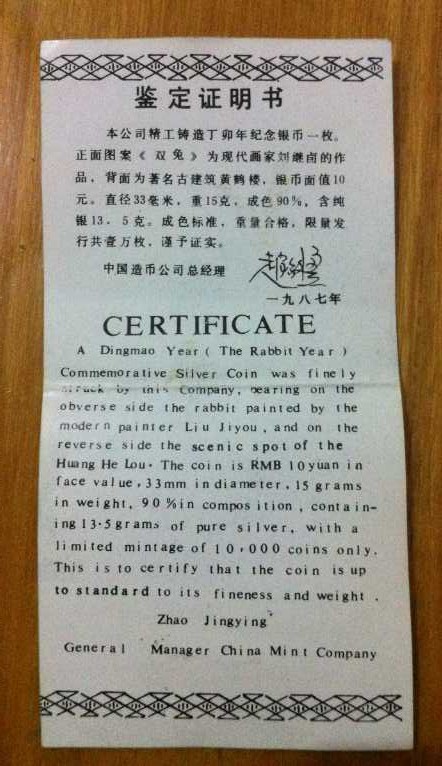 鉴定证明书
本公司精工铸造丁卯年纪念银币一枚。
正面图案《双兔》为现代画家刘继卣的作
品，背面为著名古建筑黄鹤楼，银币面值10
元。直径33毫米，重15克，成色90%，含纯
银13．5克。成色标准，重量合格，限量发
行共壹万枚，谨予证实。
中国造币公司总经理
一九八七年
CERTIFICATE
A Dingmao Year ( The Rabbit Year )
Commemorative Silver Coin was finely
struck by this Company, bearing on the
obverse side the rabbit painted by the
modern painter Liu Jiyou, and on the
reverse side the scenic spot of the
Huang He Lou. The coin is RMB 10yuan in
face value, 33mm in diameter, 15 grams
in weight, 90%in composition, contain-
ing 13.5grams of pure silver, with a
limited mintage of 10,000 coins only.
This is to certify that the coin is up
to standard to its fineness and weight .
Zhao Jingying
General Manager China Mint Company